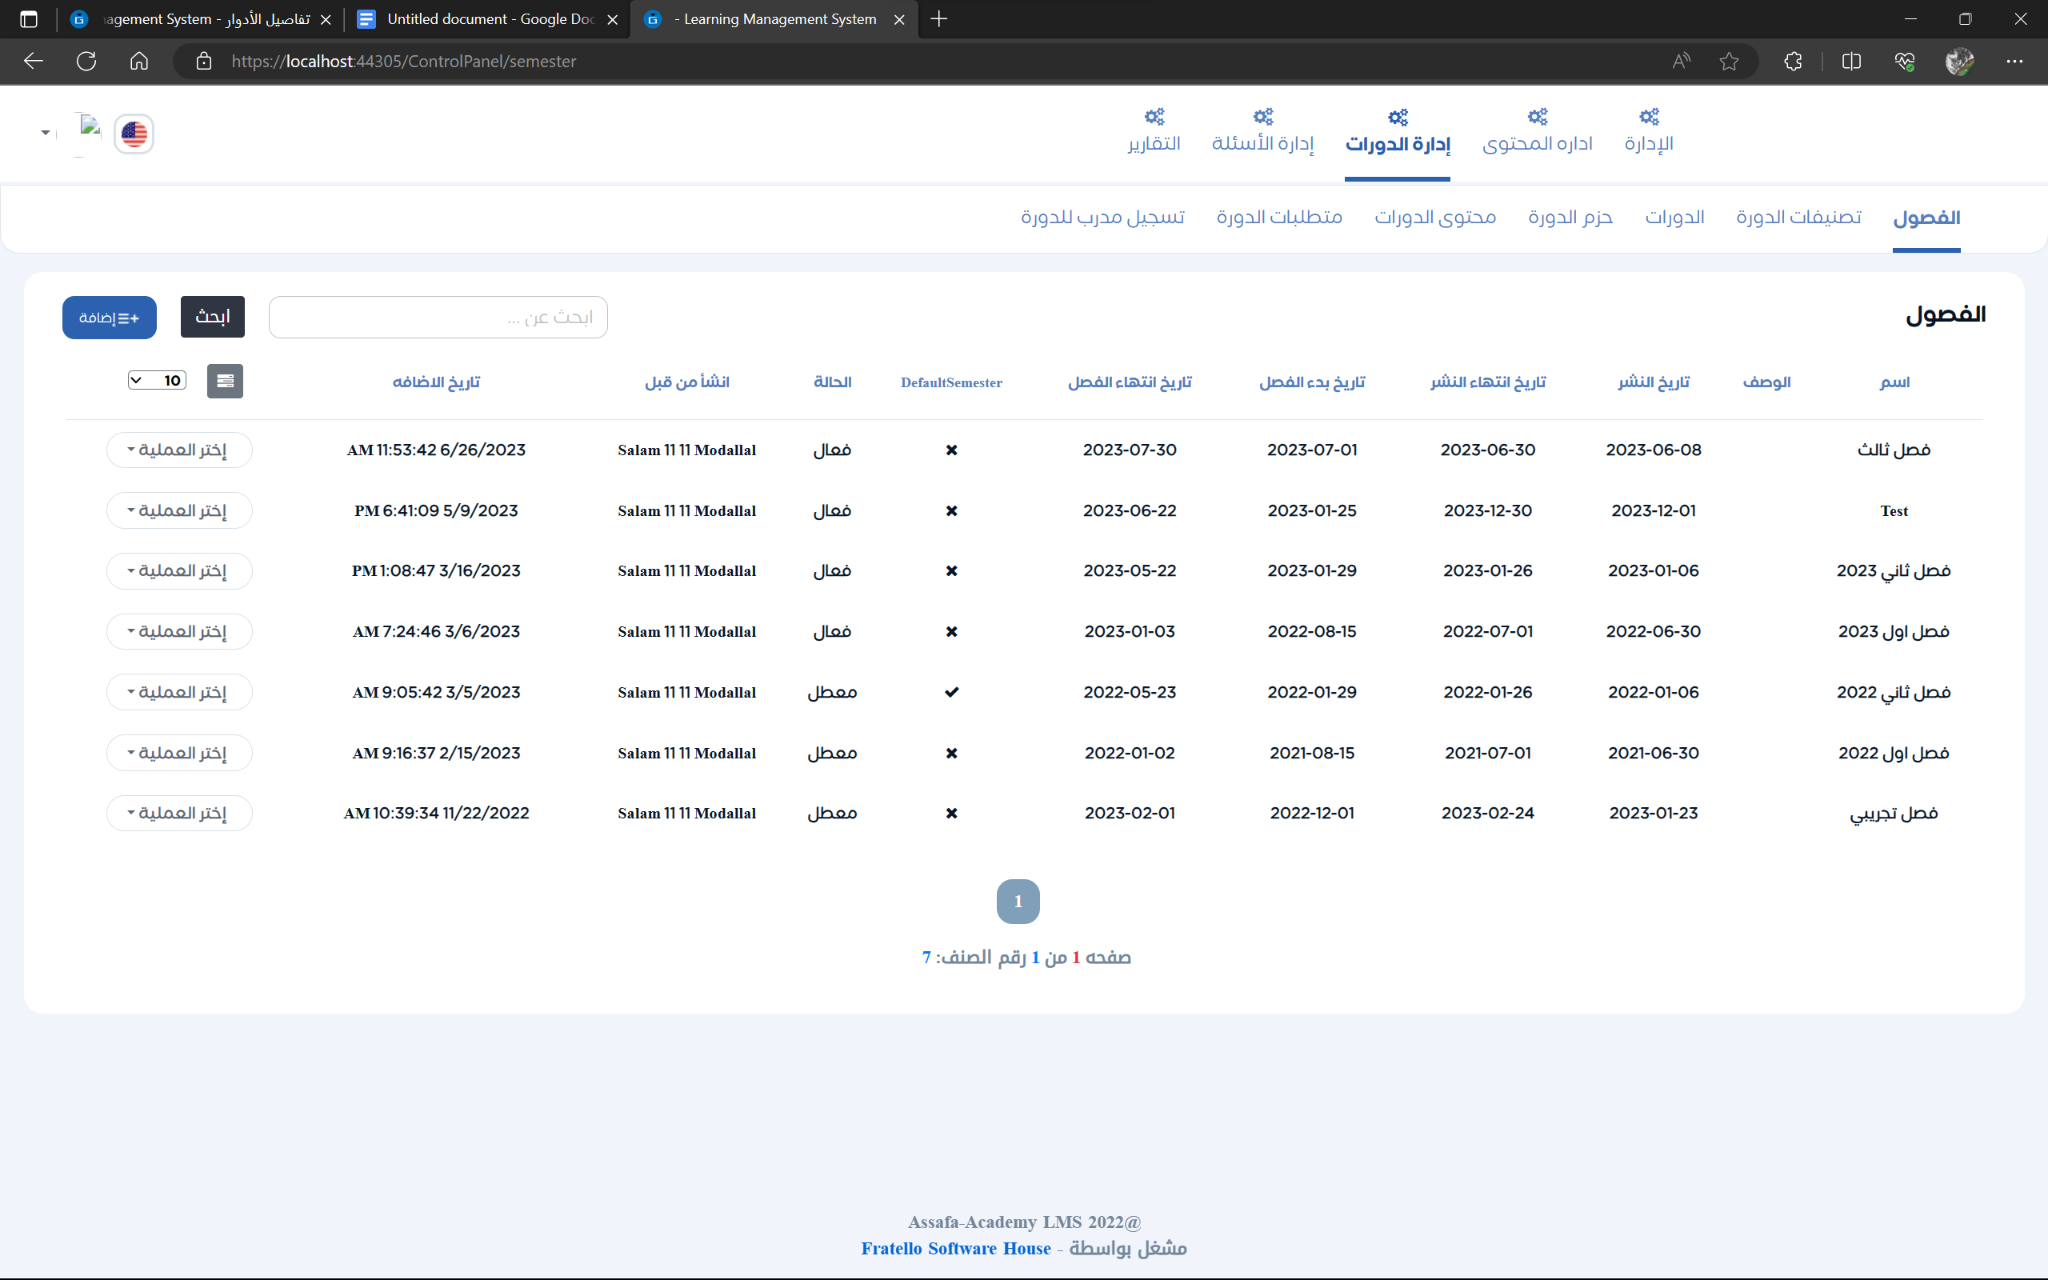 agement System - تفاصيل الأدوار
Untitled document - Google Doc
- Learning Management System
https://localhost:44305/ControlPanel/semester
الإدارة
اداره المحتوى
إدارة الدورات
إدارة الأسئلة
التقارير
الفصول
تصنيفات الدورة
الدورات
حزم الدورة
محتوى الدورات
متطلبات الدورة
تسجيل مدرب للدورة
الفصول
ابحث عن ...
ابحث
إضافة
اسم الوصف تاريخ النشر تاريخ انتهاء النشر تاريخ بدء الفصل تاريخ انتهاء الفصل DefaultSemester الحالة انشأ من قبل تاريخ الاضافه 10
فصل ثالث 2023-06-08 2023-06-30 2023-07-01 2023-07-30 ✖ فعال Salam 11 11 Modallal AM 11:53:42 6/26/2023 إختر العملية
Test 2023-12-01 2023-12-30 2023-01-25 2023-06-22 ✖ فعال Salam 11 11 Modallal PM 6:41:09 5/9/2023 إختر العملية
فصل ثاني 2023 2023-01-06 2023-01-26 2023-01-29 2023-05-22 ✖ فعال Salam 11 11 Modallal PM 1:08:47 3/16/2023 إختر العملية
فصل اول 2023 2022-06-30 2022-07-01 2022-08-15 2023-01-03 ✖ فعال Salam 11 11 Modallal AM 7:24:46 3/6/2023 إختر العملية
فصل ثاني 2022 2022-01-06 2022-01-26 2022-01-29 2022-05-23 ✔ معطل Salam 11 11 Modallal AM 9:05:42 3/5/2023 إختر العملية
فصل اول 2022 2021-06-30 2021-07-01 2021-08-15 2022-01-02 ✖ معطل Salam 11 11 Modallal AM 9:16:37 2/15/2023 إختر العملية
فصل تجريبي 2023-01-23 2023-02-24 2022-12-01 2023-02-01 ✖ معطل Salam 11 11 Modallal AM 10:39:34 11/22/2022 إختر العملية
1
صفحه 1 من 1 رقم الصنف: 7
Assafa-Academy LMS 2022@
مشغل بواسطة - Fratello Software House